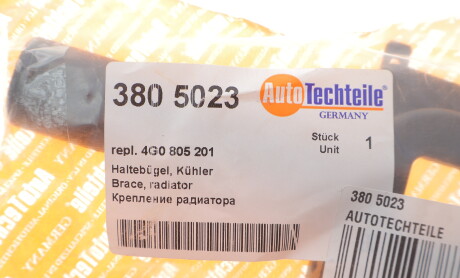 380 5023
AutoTechteile®
GERMANY
Stück
Unit 1
repl. 4G0 805 201
Haltebügel, Kühler
Brace, radiator
Крепление радиатора
380 5023
AUTOTECHTEILE